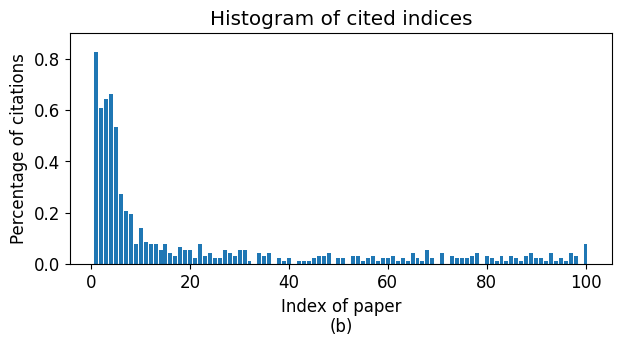 Histogram of cited indices
Percentage of citations
0.8
0.6
0.4
0.2
0.0
0 20 40 60 80 100
Index of paper
(b)